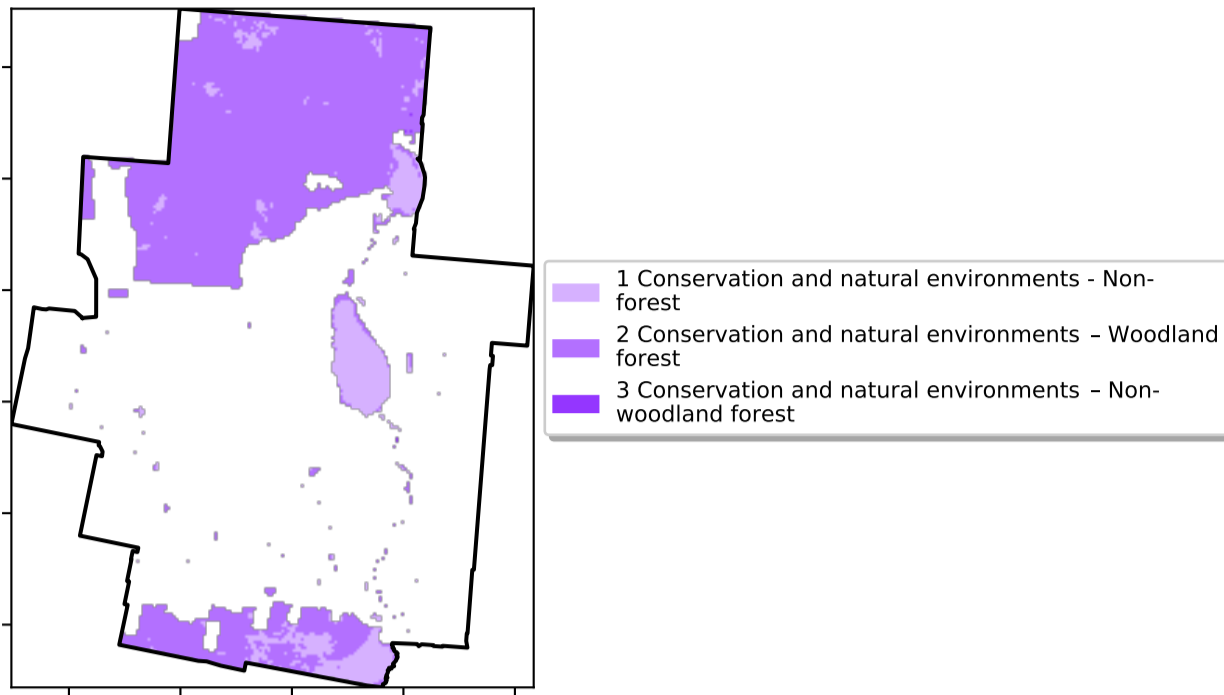 1 Conservation and natural environments - Non-
forest
2 Conservation and natural environments – Woodland
forest
3 Conservation and natural environments – Non-
woodland forest